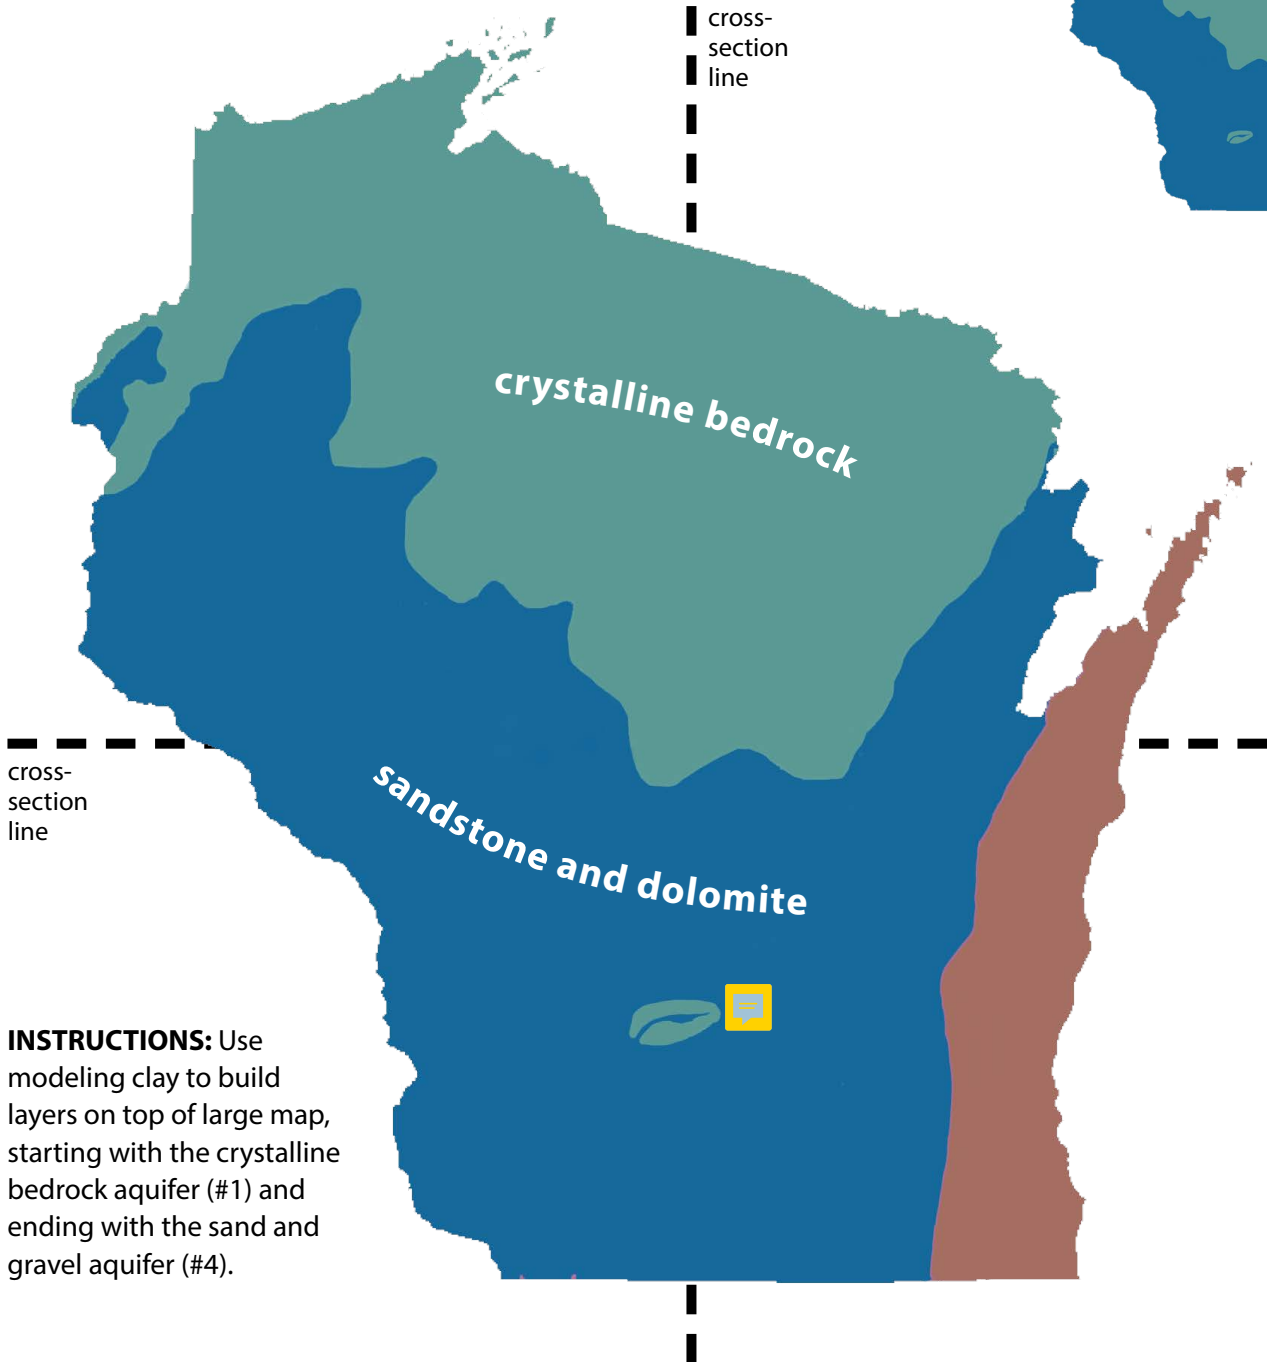 cross-
section
line
crystalline bedrock
cross-
section
line
sandstone and dolomite
INSTRUCTIONS: Use
modeling clay to build
layers on top of large map,
starting with the crystalline
bedrock aquifer (#1) and
ending with the sand and
gravel aquifer (#4).